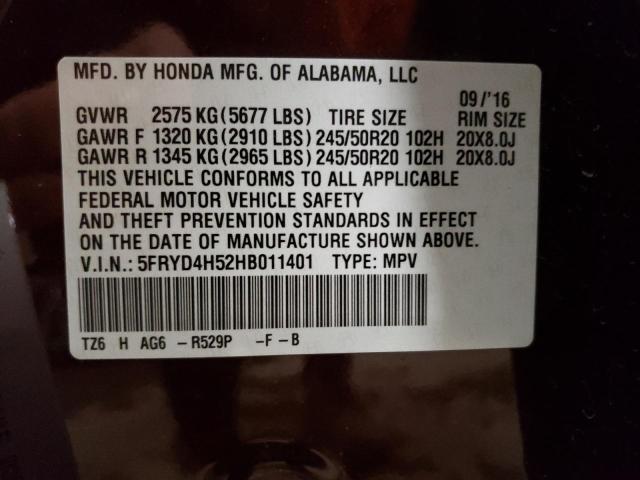 MFD. BY HONDA MFG. OF ALABAMA, LLC
09/'16
GVWR 2575 KG(5677 LBS) TIRE SIZE RIM SIZE
GAWR F 1320 KG(2910 LBS) 245/50R20 102H 20X8.0J
GAWR R 1345 KG(2965 LBS) 245/50R20 102H 20X8.0J
THIS VEHICLE CONFORMS TO ALL APPLICABLE
FEDERAL MOTOR VEHICLE SAFETY
AND THEFT PREVENTION STANDARDS IN EFFECT
ON THE DATE OF MANUFACTURE SHOWN ABOVE.
V.I.N.: 5FRYD4H52HB011401 TYPE: MPV
TZ6 H AG6 -R529P -F-B